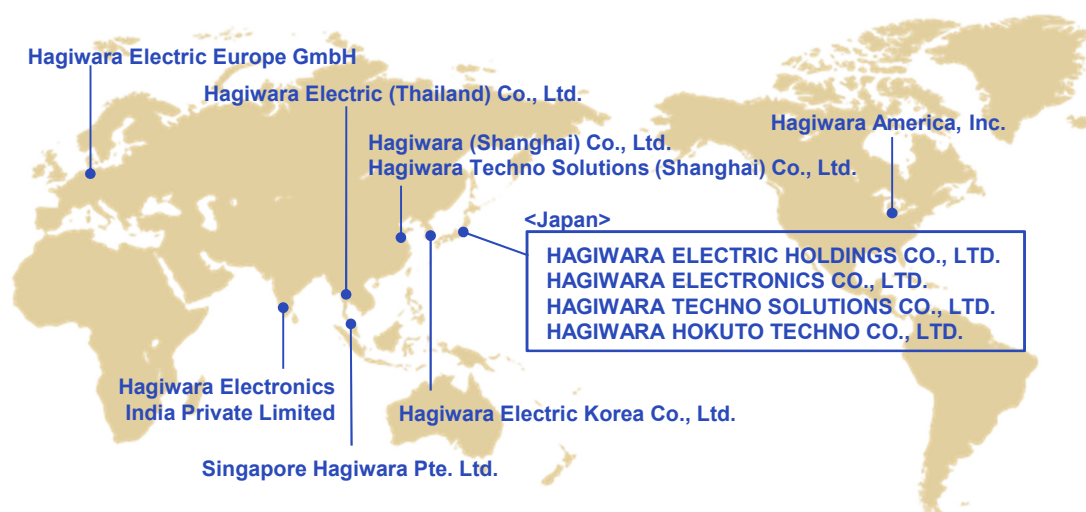 Hagiwara Electric Europe GmbH
Hagiwara Electric (Thailand) Co., Ltd.
Hagiwara America, Inc.
Hagiwara (Shanghai) Co., Ltd.
Hagiwara Techno Solutions (Shanghai) Co., Ltd.
<Japan>
HAGIWARA ELECTRIC HOLDINGS CO., LTD.
HAGIWARA ELECTRONICS CO., LTD.
HAGIWARA TECHNO SOLUTIONS CO., LTD.
HAGIWARA HOKUTO TECHNO CO., LTD.
Hagiwara Electronics
India Private Limited
Hagiwara Electric Korea Co., Ltd.
Singapore Hagiwara Pte. Ltd.